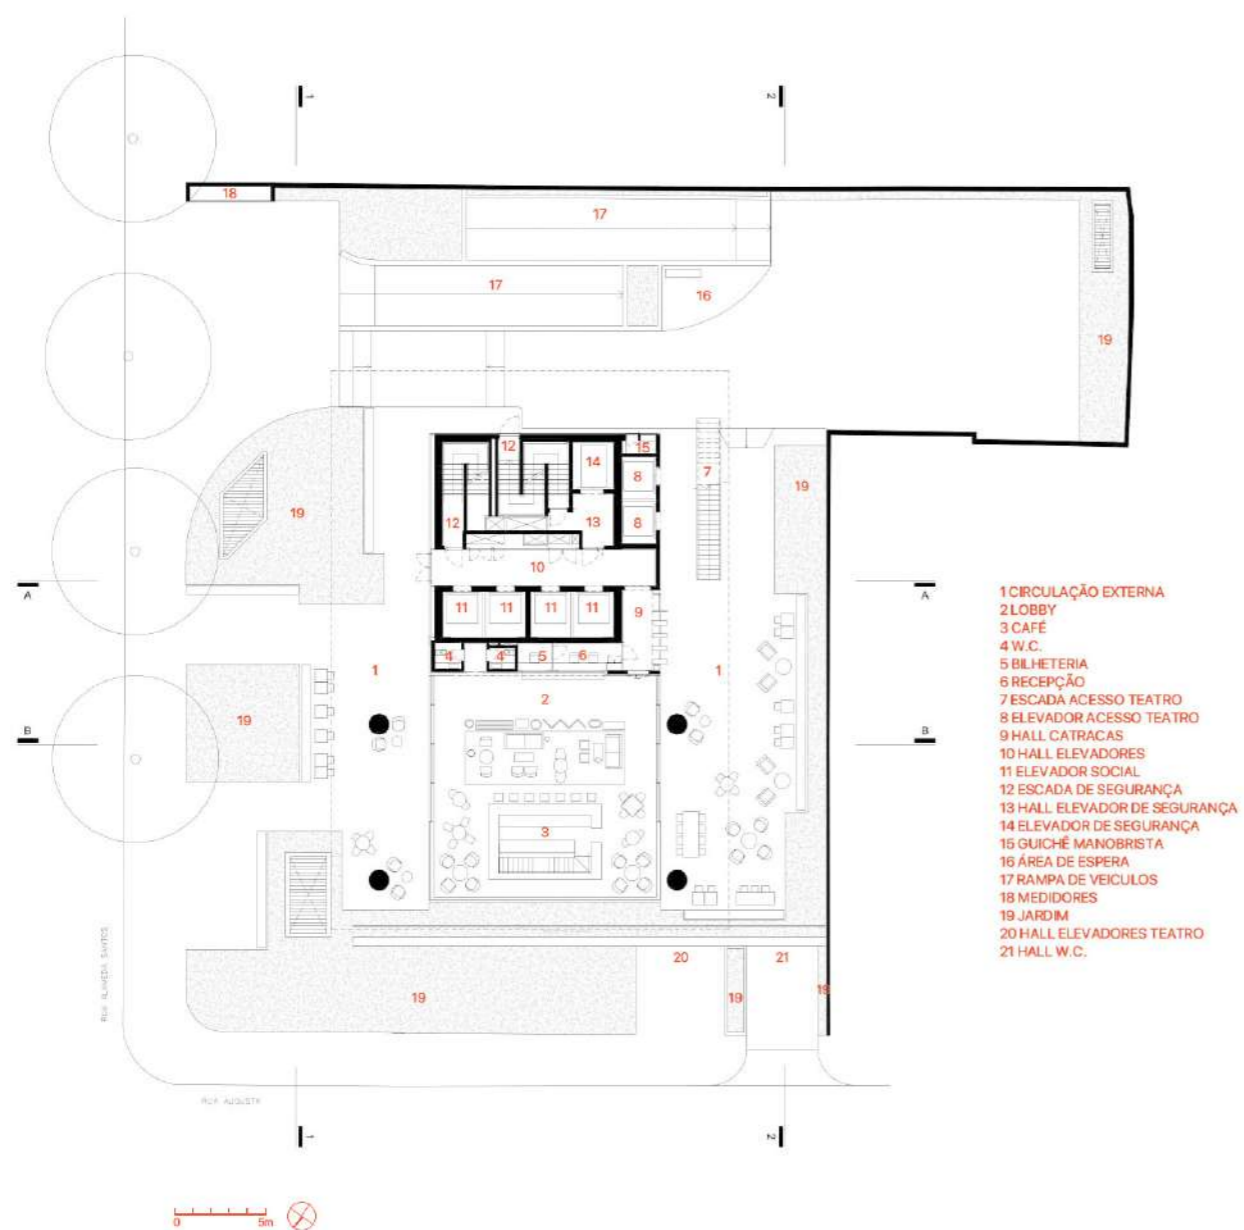 1
2
18
17
17
16
19
12
15
14
8
7
19
19
12
13
8
10
A
A
11
11
11
11
9
4
4
5
6
1
1
2
19
B
B
3
20
21
19
19
19
RUA ALAMEDA SANTOS
RUA AUGUSTA
1
2
0
5m
1 CIRCULAÇÃO EXTERNA
2 LOBBY
3 CAFÉ
4 W.C.
5 BILHETERIA
6 RECEPÇÃO
7 ESCADA ACESSO TEATRO
8 ELEVADOR ACESSO TEATRO
9 HALL CATRACAS
10 HALL ELEVADORES
11 ELEVADOR SOCIAL
12 ESCADA DE SEGURANÇA
13 HALL ELEVADOR DE SEGURANÇA
14 ELEVADOR DE SEGURANÇA
15 GUICHÊ MANOBRISTA
16 ÁREA DE ESPERA
17 RAMPA DE VEICULOS
18 MEDIDORES
19 JARDIM
20 HALL ELEVADORES TEATRO
21 HALL W.C.